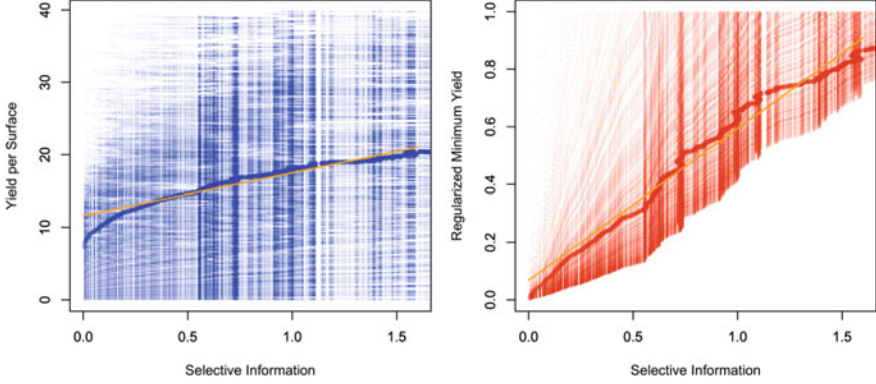 40
30
20
10
0
Yield per Surface
0.0 0.5 1.0 1.5
Selective Information
1.0
0.8
0.6
0.4
0.2
0.0
Regularized Minimum Yield
0.0 0.5 1.0 1.5
Selective Information